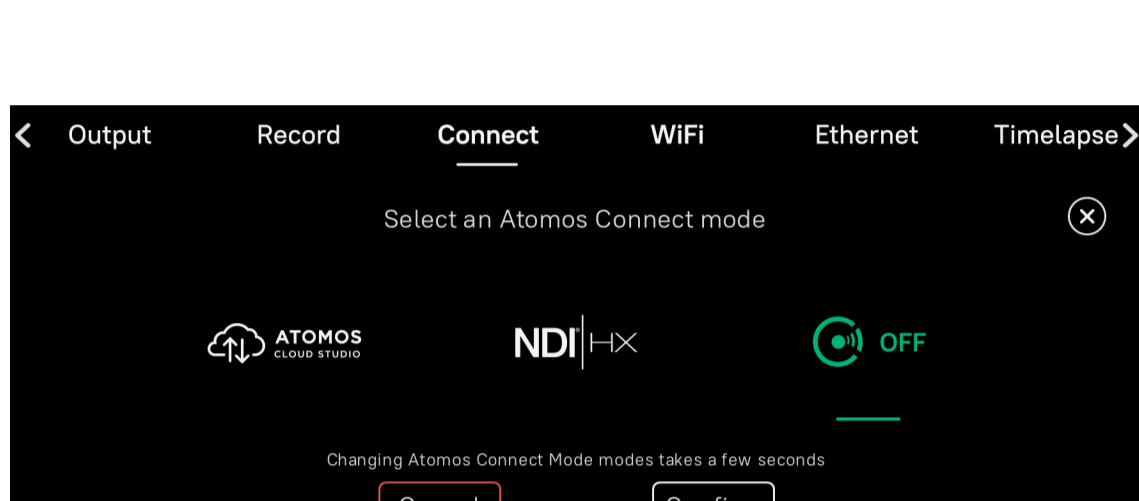 Output Record Connect WiFi Ethernet Timelapse
Select an Atomos Connect mode
ATOMOS
CLOUD STUDIO
NDI® HX
OFF
Changing Atomos Connect Mode modes takes a few seconds